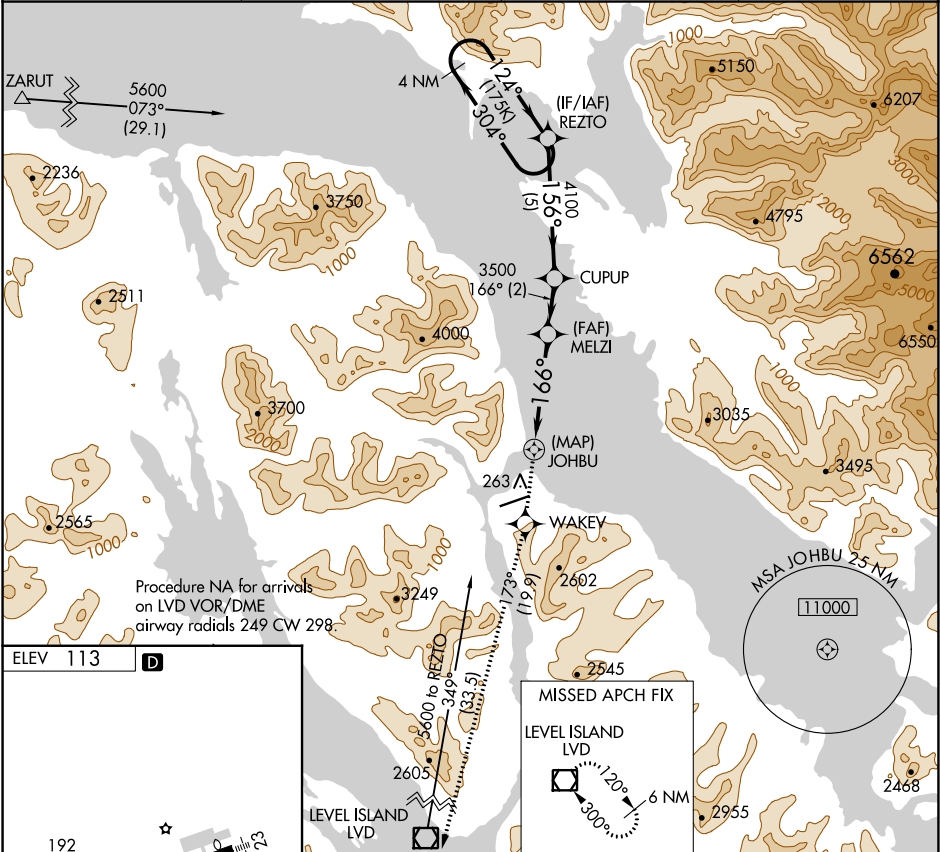 1000
5150
ZARUT
5600
073°
(29.1)
4 NM
124°
(175K)
304°
(IF/IAF)
REZTO
6207
2236
3750
1000
4100
156°
(5)
3000
2000
4795
6562
5000
6550
2511
3500
166° (2)
CUPUP
4000
(FAF)
MELZI
166°
1000
3700
2000
3035
(MAP)
JOHBU
3495
263
2565
1000
WAKEV
1000
2602
MSA JOHBU 25 NM
11000
Procedure NA for arrivals
on LVD VOR/DME
airway radials 249 CW 298.
3249
173°
(19.9)
5600 to REZTO
349°
(33.5)
ELEV 113
D
2545
MISSED APCH FIX
LEVEL ISLAND
LVD
120°
300°
6 NM
2605
2468
2955
LEVEL ISLAND
LVD
192
23